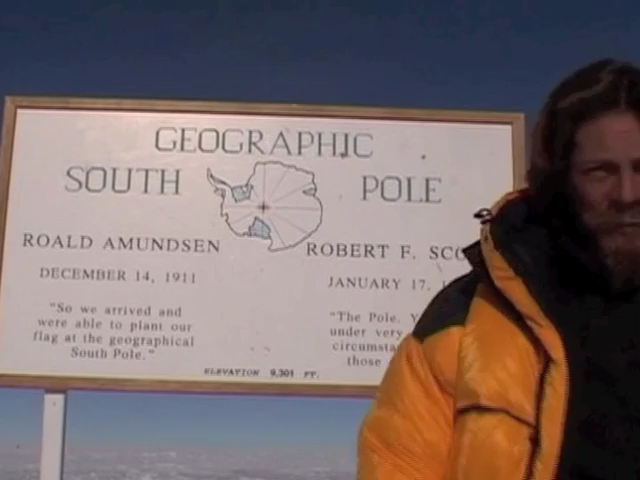 GEOGRAPHIC
SOUTH POLE
ROALD AMUNDSEN
DECEMBER 14, 1911
"So we arrived and
were able to plant our
flag at the geographical
South Pole."
ROBERT F. SCO
JANUARY 17,
"The Pole.
under very
those
ELEVATION 9,301 FT.